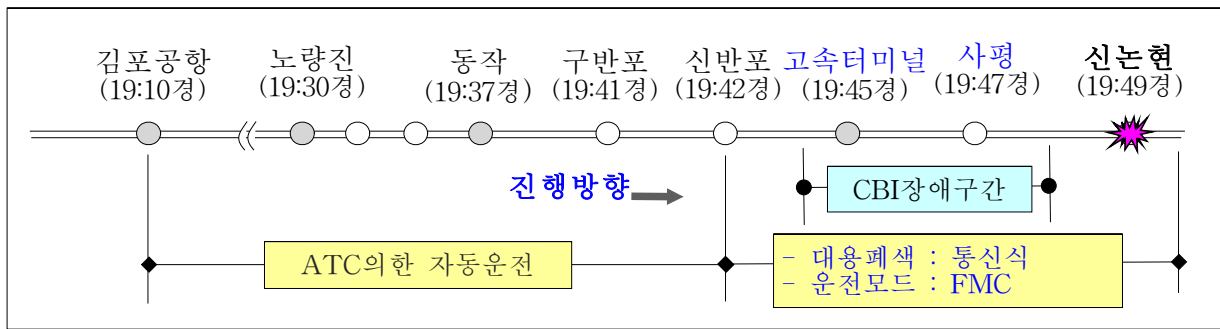 김포공항 노량진 동작 구반포 신반포 고속터미널 사평 신논현
(19:10경) (19:30경) (19:37경) (19:41경) (19:42경) (19:45경) (19:47경) (19:49경)
진행방향
CBI장애구간
ATC의한 자동운전
- 대용폐색 : 통신식
- 운전모드 : FMC